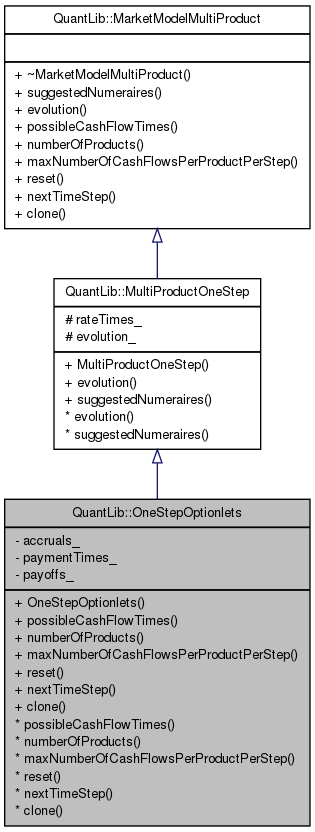 QuantLib::MarketModelMultiProduct
+ ~MarketModelMultiProduct()
+ suggestedNumeraires()
+ evolution()
+ possibleCashFlowTimes()
+ numberOfProducts()
+ maxNumberOfCashFlowsPerProductPerStep()
+ reset()
+ nextTimeStep()
+ clone()
QuantLib::MultiProductOneStep
# rateTimes_
# evolution_
+ MultiProductOneStep()
+ evolution()
+ suggestedNumeraires()
* evolution()
* suggestedNumeraires()
QuantLib::OneStepOptionlets
- accruals_
- paymentTimes_
- payoffs_
+ OneStepOptionlets()
+ possibleCashFlowTimes()
+ numberOfProducts()
+ maxNumberOfCashFlowsPerProductPerStep()
+ reset()
+ nextTimeStep()
+ clone()
* possibleCashFlowTimes()
* numberOfProducts()
* maxNumberOfCashFlowsPerProductPerStep()
* reset()
* nextTimeStep()
* clone()